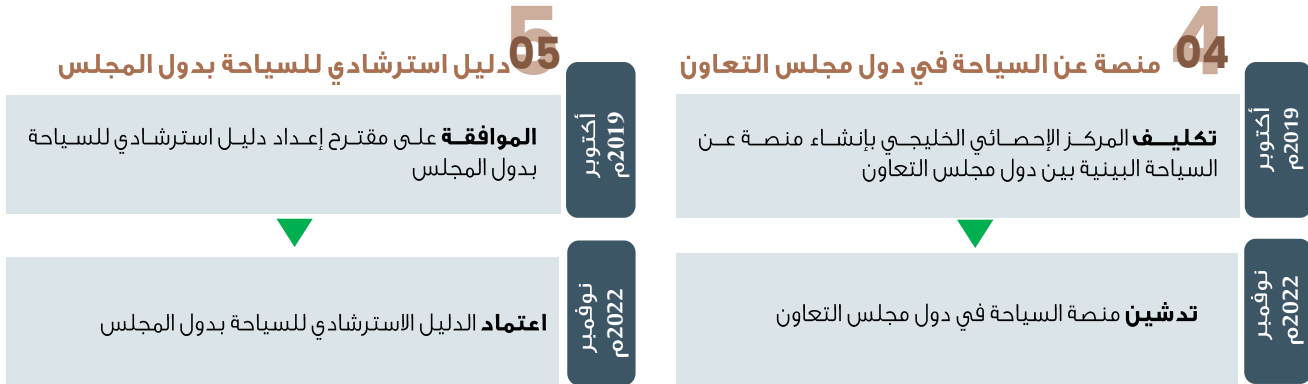 4
04
منصة عن السياحة في دول مجلس التعاون
أكتوبر
2019م
تكليف المركز الإحصائي الخليجي بإنشاء منصة عن
السياحة البينية بين دول مجلس التعاون
نوفمبر
2022م
تدشين منصة السياحة في دول مجلس التعاون
5
05
دليل استرشادي للسياحة بدول المجلس
أكتوبر
2019م
الموافقة على مقترح إعداد دليل استرشادي للسياحة
بدول المجلس
نوفمبر
2022م
اعتماد الدليل الاسترشادي للسياحة بدول المجلس